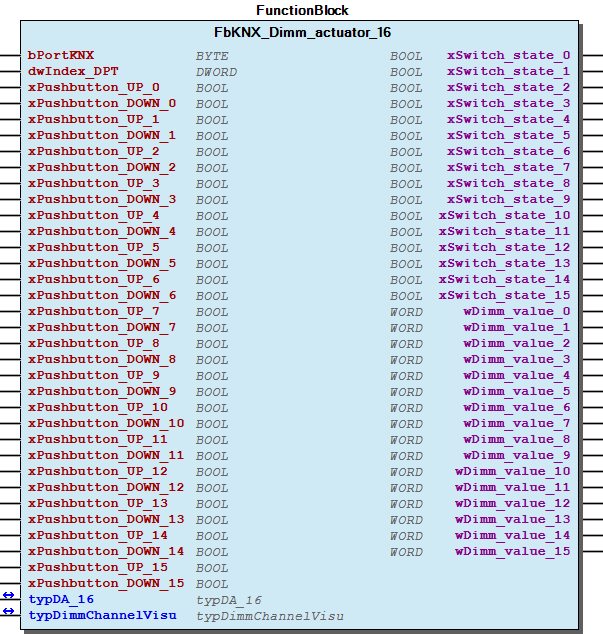 FunctionBlock
FbKNX_Dimm_actuator_16
bPortKNX BYTE BOOL xSwitch_state_0
dwIndex_DPT DWORD BOOL xSwitch_state_1
xPushbutton_UP_0 BOOL BOOL xSwitch_state_2
xPushbutton_DOWN_0 BOOL BOOL xSwitch_state_3
xPushbutton_UP_1 BOOL BOOL xSwitch_state_4
xPushbutton_DOWN_1 BOOL BOOL xSwitch_state_5
xPushbutton_UP_2 BOOL BOOL xSwitch_state_6
xPushbutton_DOWN_2 BOOL BOOL xSwitch_state_7
xPushbutton_UP_3 BOOL BOOL xSwitch_state_8
xPushbutton_DOWN_3 BOOL BOOL xSwitch_state_9
xPushbutton_UP_4 BOOL BOOL xSwitch_state_10
xPushbutton_DOWN_4 BOOL BOOL xSwitch_state_11
xPushbutton_UP_5 BOOL BOOL xSwitch_state_12
xPushbutton_DOWN_5 BOOL BOOL xSwitch_state_13
xPushbutton_UP_6 BOOL BOOL xSwitch_state_14
xPushbutton_DOWN_6 BOOL BOOL xSwitch_state_15
xPushbutton_UP_7 BOOL WORD wDimm_value_0
xPushbutton_DOWN_7 BOOL WORD wDimm_value_1
xPushbutton_UP_8 BOOL WORD wDimm_value_2
xPushbutton_DOWN_8 BOOL WORD wDimm_value_3
xPushbutton_UP_9 BOOL WORD wDimm_value_4
xPushbutton_DOWN_9 BOOL WORD wDimm_value_5
xPushbutton_UP_10 BOOL WORD wDimm_value_6
xPushbutton_DOWN_10 BOOL WORD wDimm_value_7
xPushbutton_UP_11 BOOL WORD wDimm_value_8
xPushbutton_DOWN_11 BOOL WORD wDimm_value_9
xPushbutton_UP_12 BOOL WORD wDimm_value_10
xPushbutton_DOWN_12 BOOL WORD wDimm_value_11
xPushbutton_UP_13 BOOL WORD wDimm_value_12
xPushbutton_DOWN_13 BOOL WORD wDimm_value_13
xPushbutton_UP_14 BOOL WORD wDimm_value_14
xPushbutton_DOWN_14 BOOL WORD wDimm_value_15
xPushbutton_UP_15 BOOL
xPushbutton_DOWN_15 BOOL
typDA_16 typDA_16
typDimmChannelVisu typDimmChannelVisu